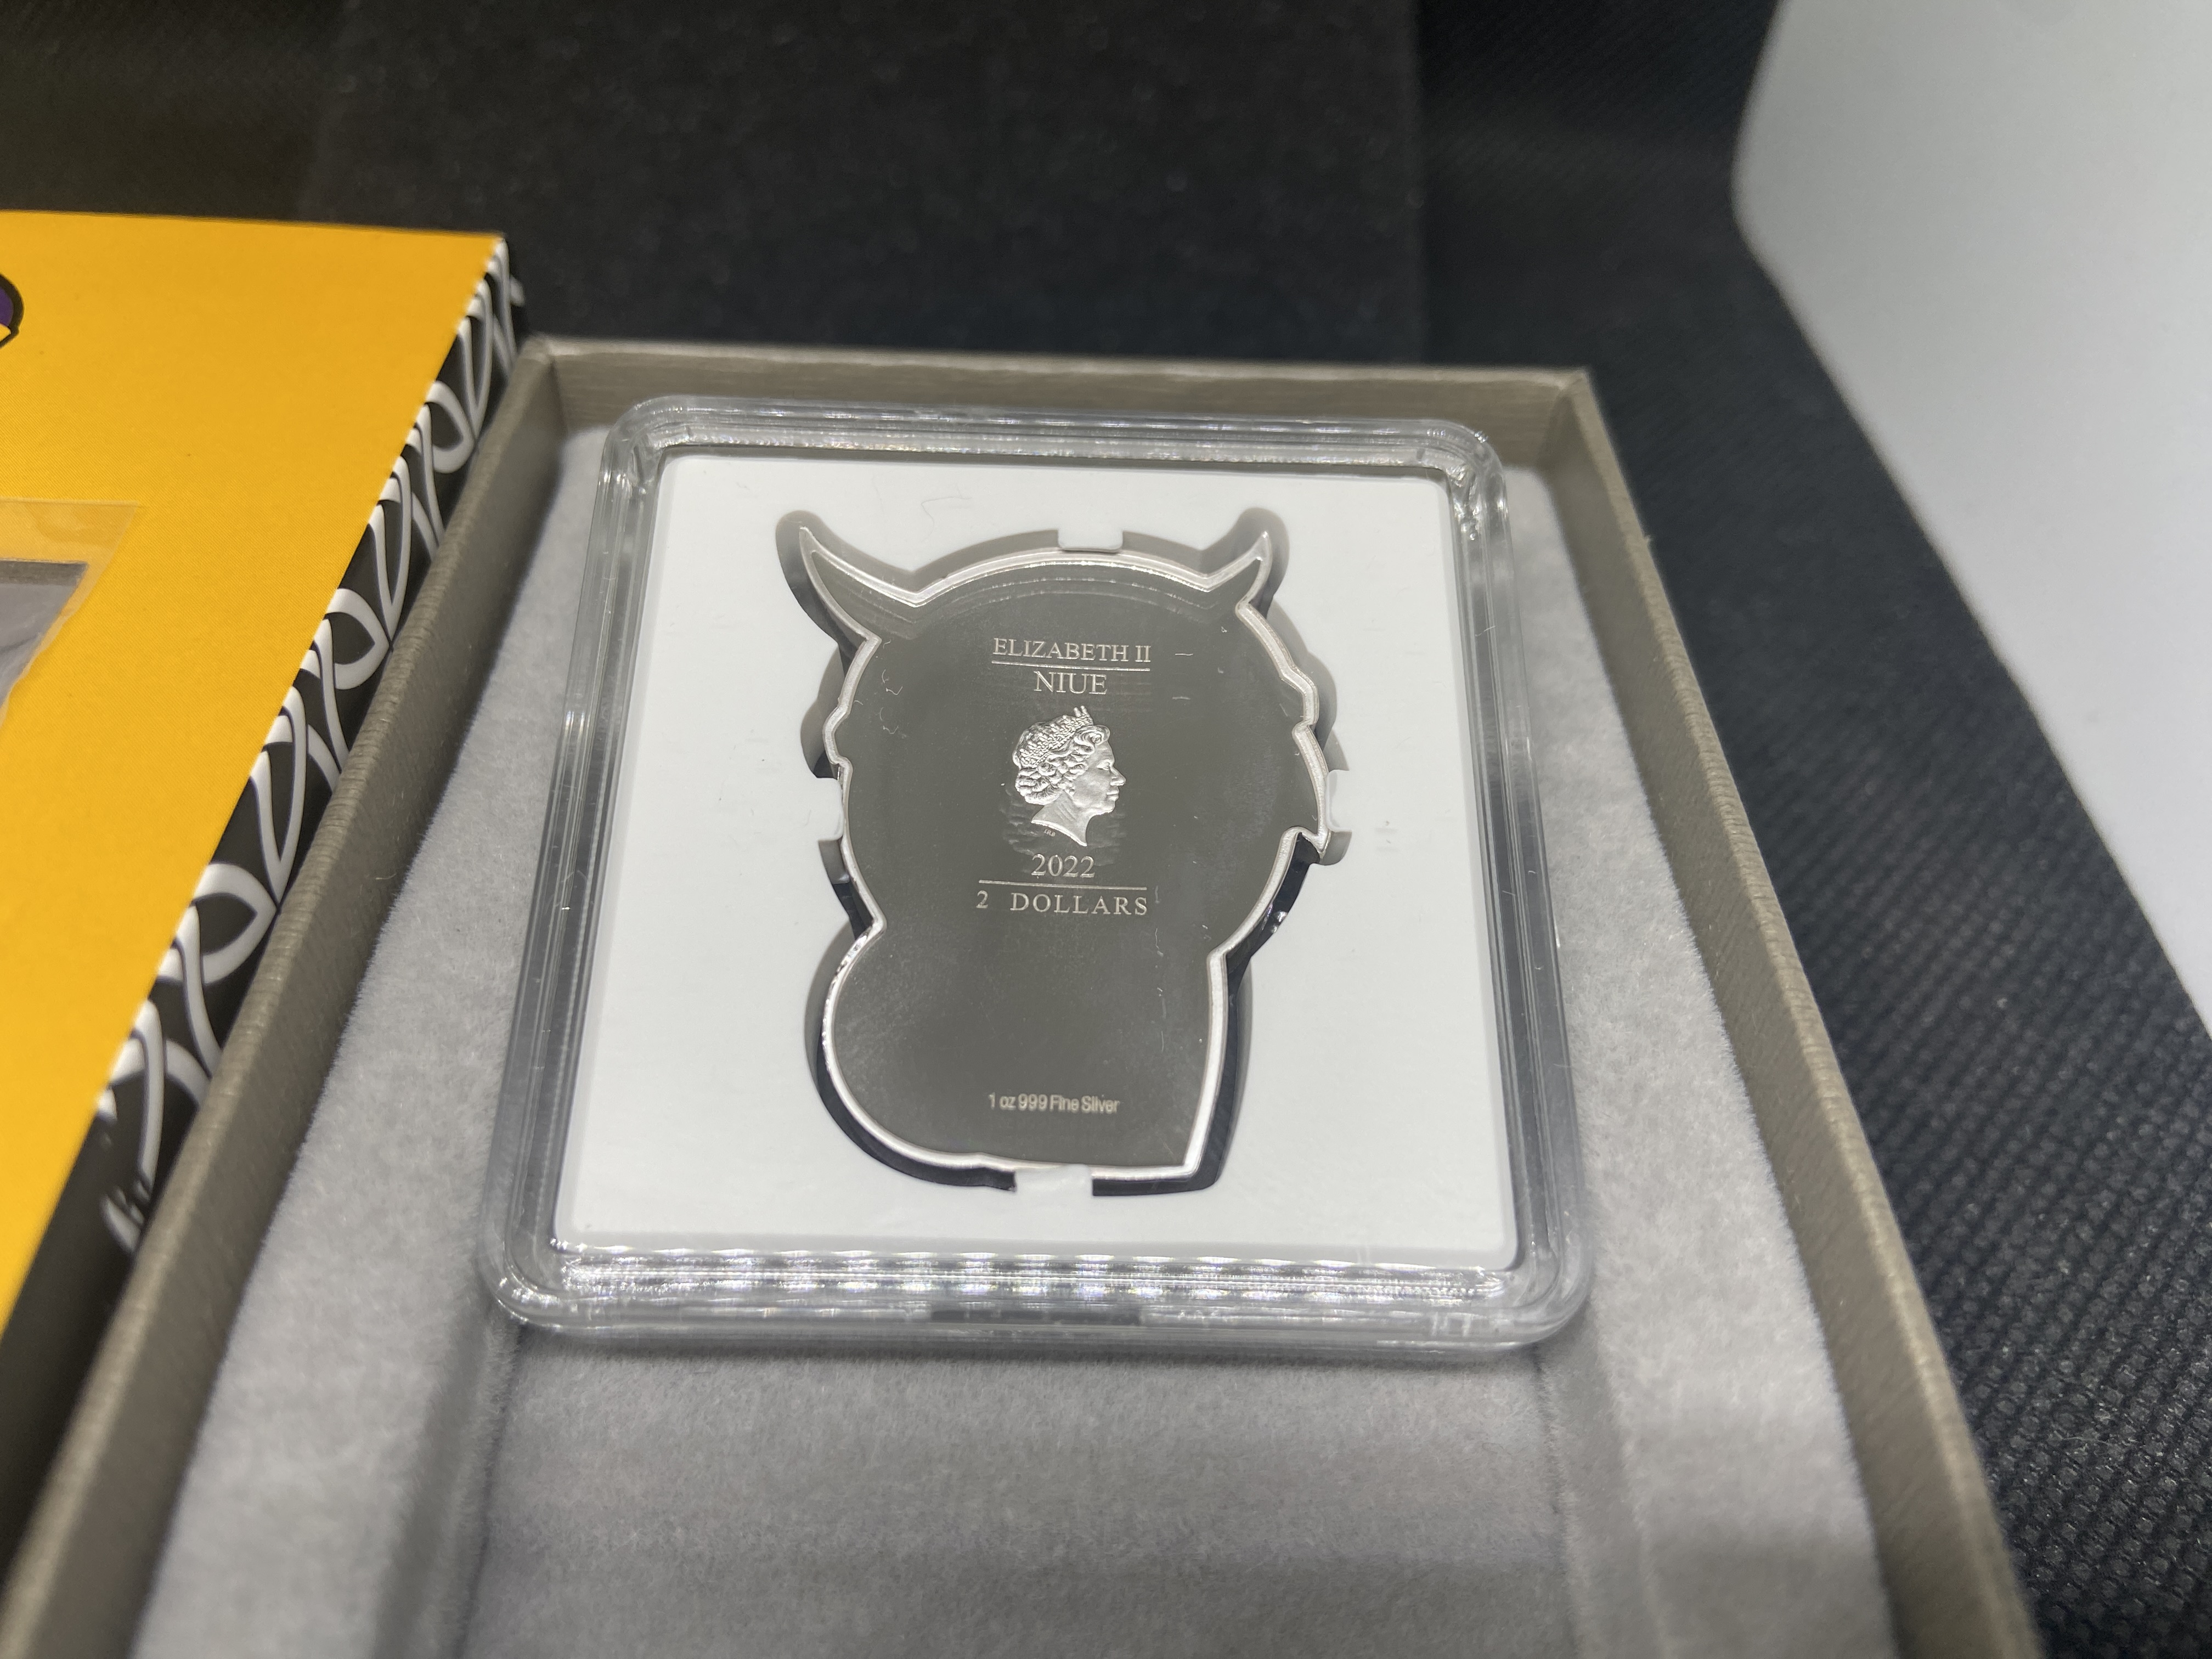 ELIZABETH II
NIUE
2022
2 DOLLARS
1 oz 999 Fine Silver